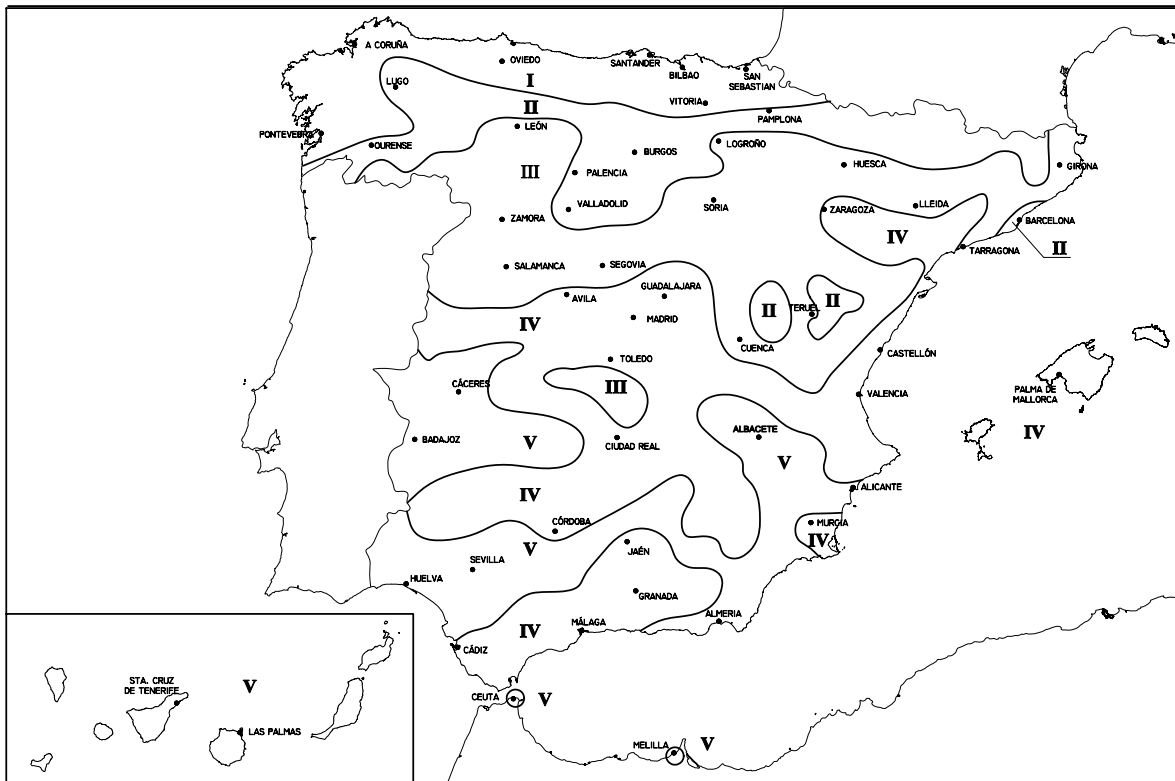 A CORUÑA
OVIEDO
SANTANDER
BILBAO
SAN
SEBASTIAN
LUGO
I
VITORIA
II
PAMPLONA
PONTEVEDRA
LEÓN
OURENSE
BURGOS
LOGROÑO
HUESCA
GIRONA
III
PALENCIA
VALLADOLID
SORIA
ZARAGOZA
LLEIDA
ZAMORA
BARCELONA
IV
TARRAGONA
II
SALAMANCA
SEGOVIA
AVILA
GUADALAJARA
II
II
TERUEL
IV
MADRID
CUENCA
CASTELLÓN
TOLEDO
CÁCERES
III
VALENCIA
PALMA DE
MALLORCA
IV
BADAJOZ
V
CIUDAD REAL
ALBACETE
V
IV
ALICANTE
CÓRDOBA
MURCIA
IV
V
JAÉN
SEVILLA
HUELVA
GRANADA
ALMERIA
IV
MÁLAGA
CÁDIZ
STA. CRUZ
DE TENERIFE
V
CEUTA
V
LAS PALMAS
MELILLA
V